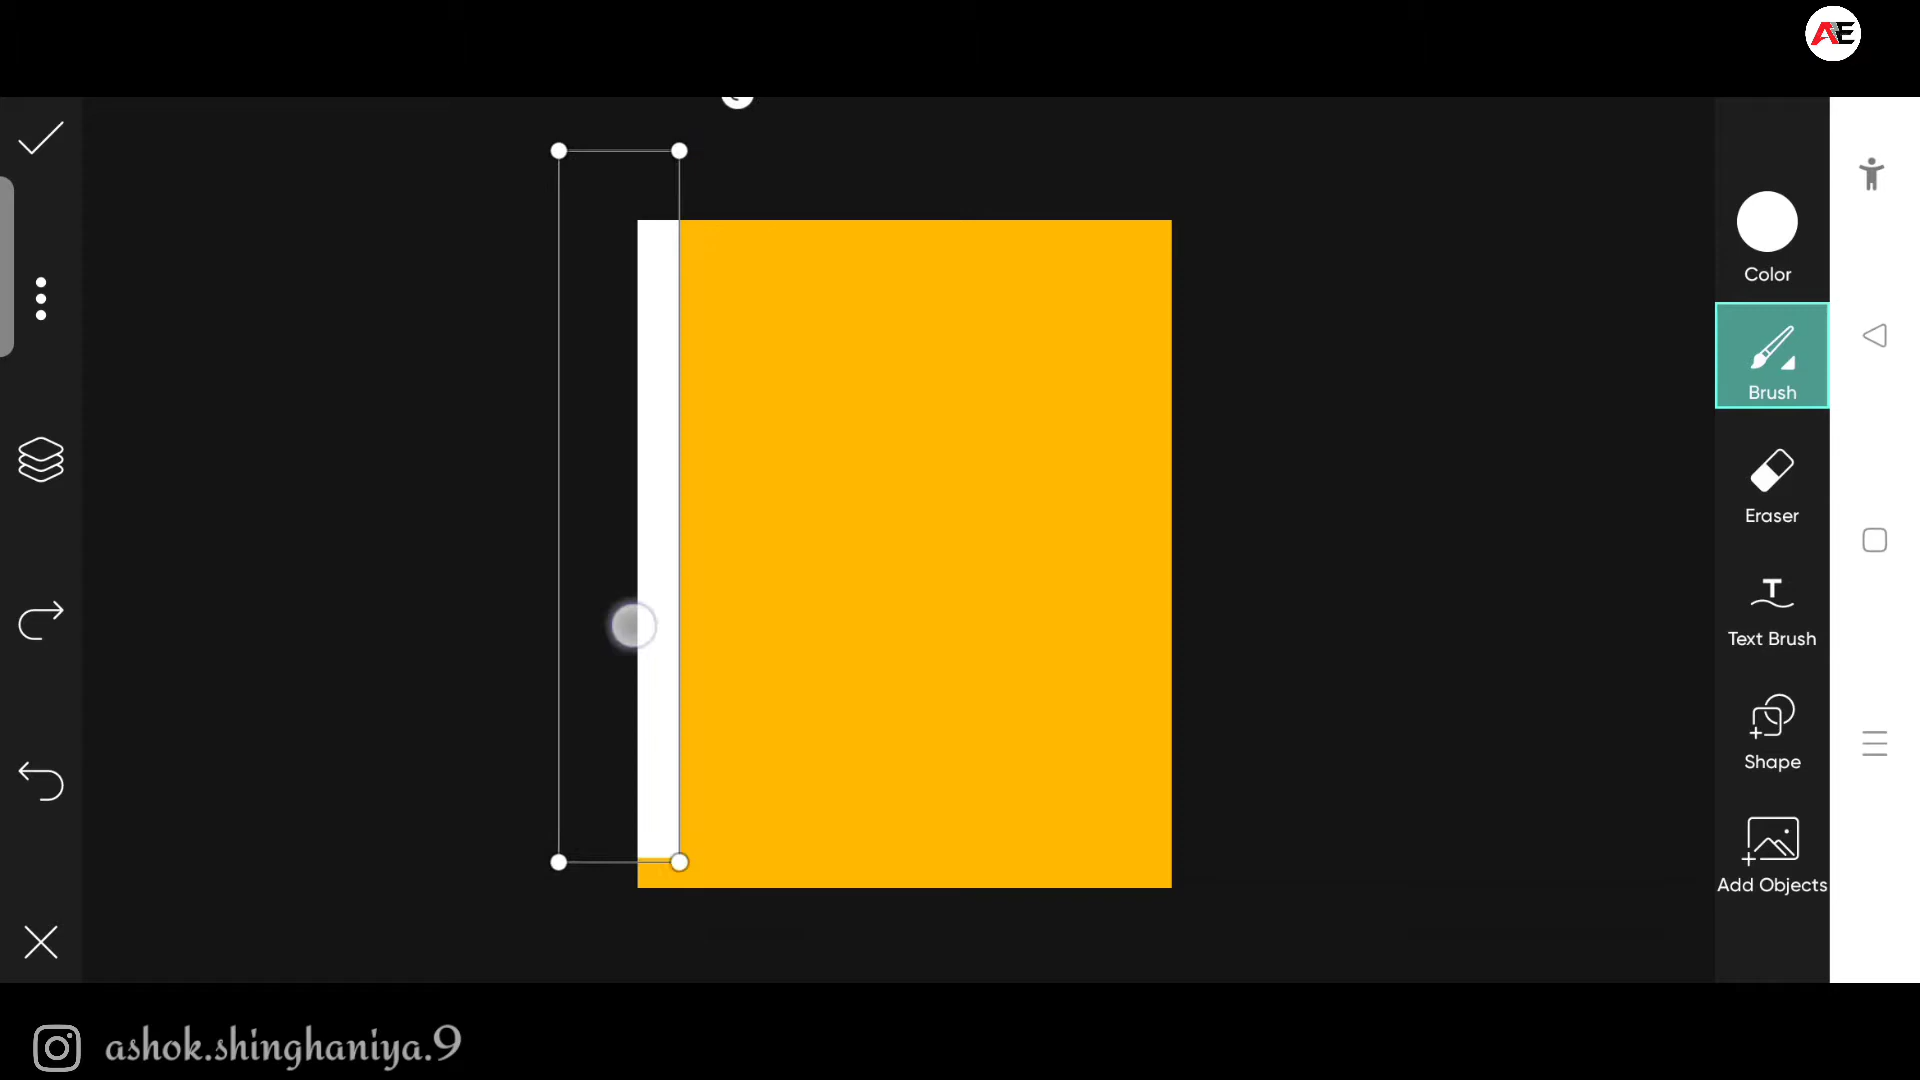 AE
Color
Brush
Eraser
T
Text Brush
Shape
Add Objects
ashok.shinghaniya.9